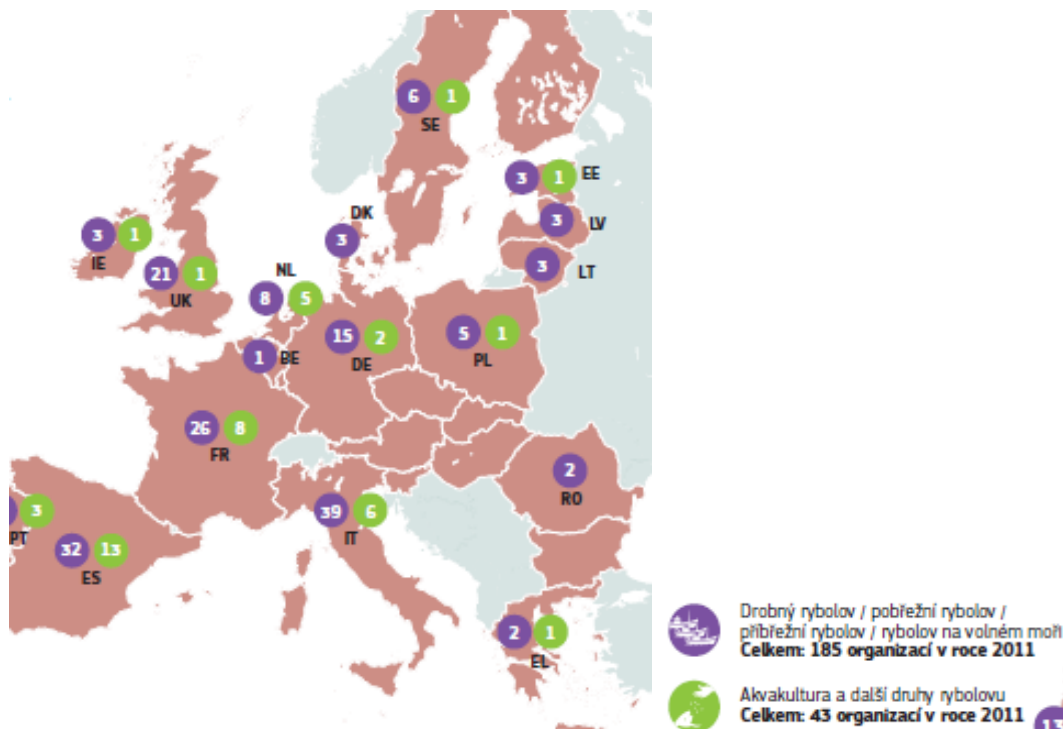 6 1
SE
3 1 EE
3 LV
3 LT
DK
3
3 1
IE
21 1
UK
NL
8 5
1 BE
15 2
DE
5 1
PL
26 8
FR
2
RO
3
PT
39 6
IT
32 13
ES
2 1
EL
Drobný rybolov / pobřežní rybolov /
příbřežní rybolov / rybolov na volném moři
Celkem: 185 organizací v roce 2011
Akvakultura a další druhy rybolovu
Celkem: 43 organizací v roce 2011